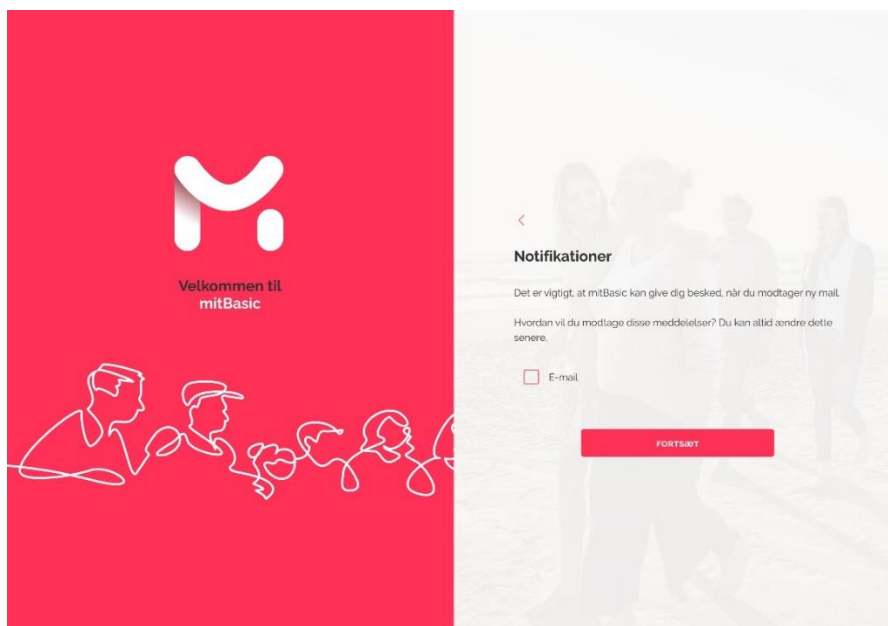 Velkommen til
mitBasic
Notifikationer
Det er vigtigt, at mitBasic kan give dig besked, når du modtager ny mail.
Hvordan vil du modtage disse meddelelser? Du kan altid ændre dette
senere.
E-mail
FORTSÆT